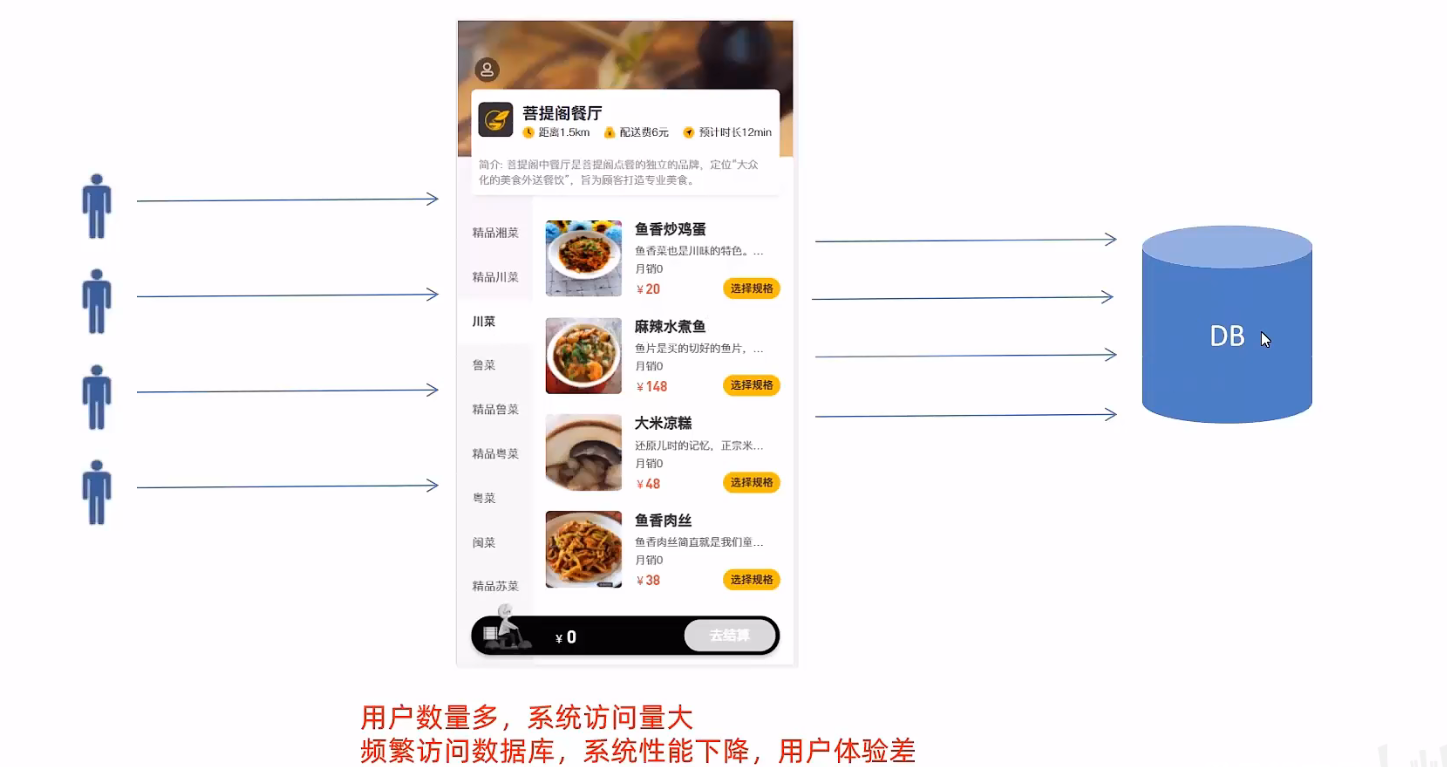 菩提阁餐厅
距离1.5km 配送费6元 预计时长12min
简介: 菩提阁中餐厅是菩提阁点餐的独立的品牌，定位“大众
化的美食外送餐饮”，旨为顾客打造专业美食。
精品湘菜
精品川菜
川菜
鲁菜
精品鲁菜
精品粤菜
粤菜
闽菜
精品苏菜
鱼香炒鸡蛋
鱼香菜也是川味的特色。...
月销0
￥20 选择规格
麻辣水煮鱼
鱼片是买的切好的鱼片，...
月销0
￥148 选择规格
大米凉糕
还原儿时的记忆，正宗米...
月销0
￥48 选择规格
鱼香肉丝
鱼香肉丝简直就是我们童...
月销0
￥38 选择规格
￥0 去结算
DB
用户数量多，系统访问量大
频繁访问数据库，系统性能下降，用户体验差